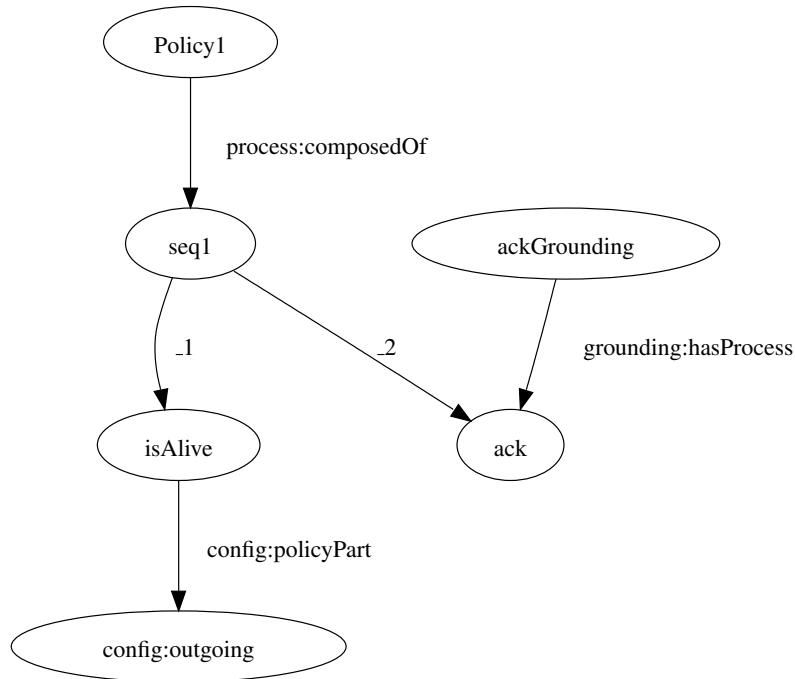 Policy1
process:composedOf
seq1
ackGrounding
_1
_2
grounding:hasProcess
isAlive
ack
config:policyPart
config:outgoing